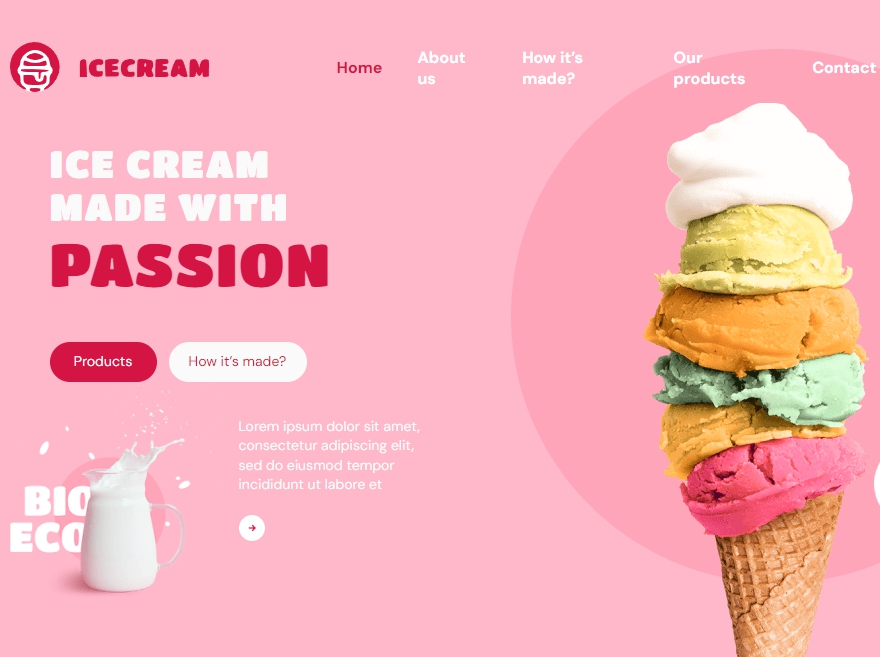 ICECREAM
Home
About us
How it's made?
Our products
Contact
ICE CREAM
MADE WITH
PASSION
Products
How it's made?
Lorem ipsum dolor sit amet,
consectetur adipiscing elit,
sed do eiusmod tempor
incididunt ut labore et
BIO
ECO